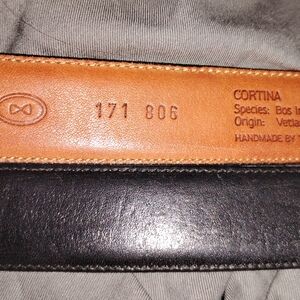 171 806
CORTINA
Species: Bos
Origin:
HANDMADE BY